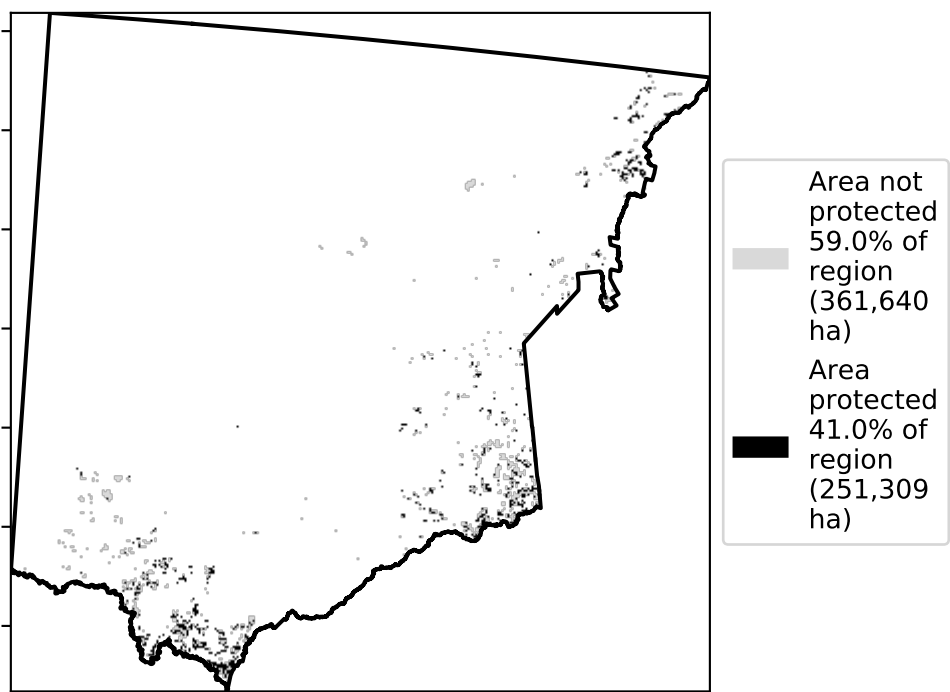 Area not
protected
59.0% of
region
(361,640
ha)
Area
protected
41.0% of
region
(251,309
ha)